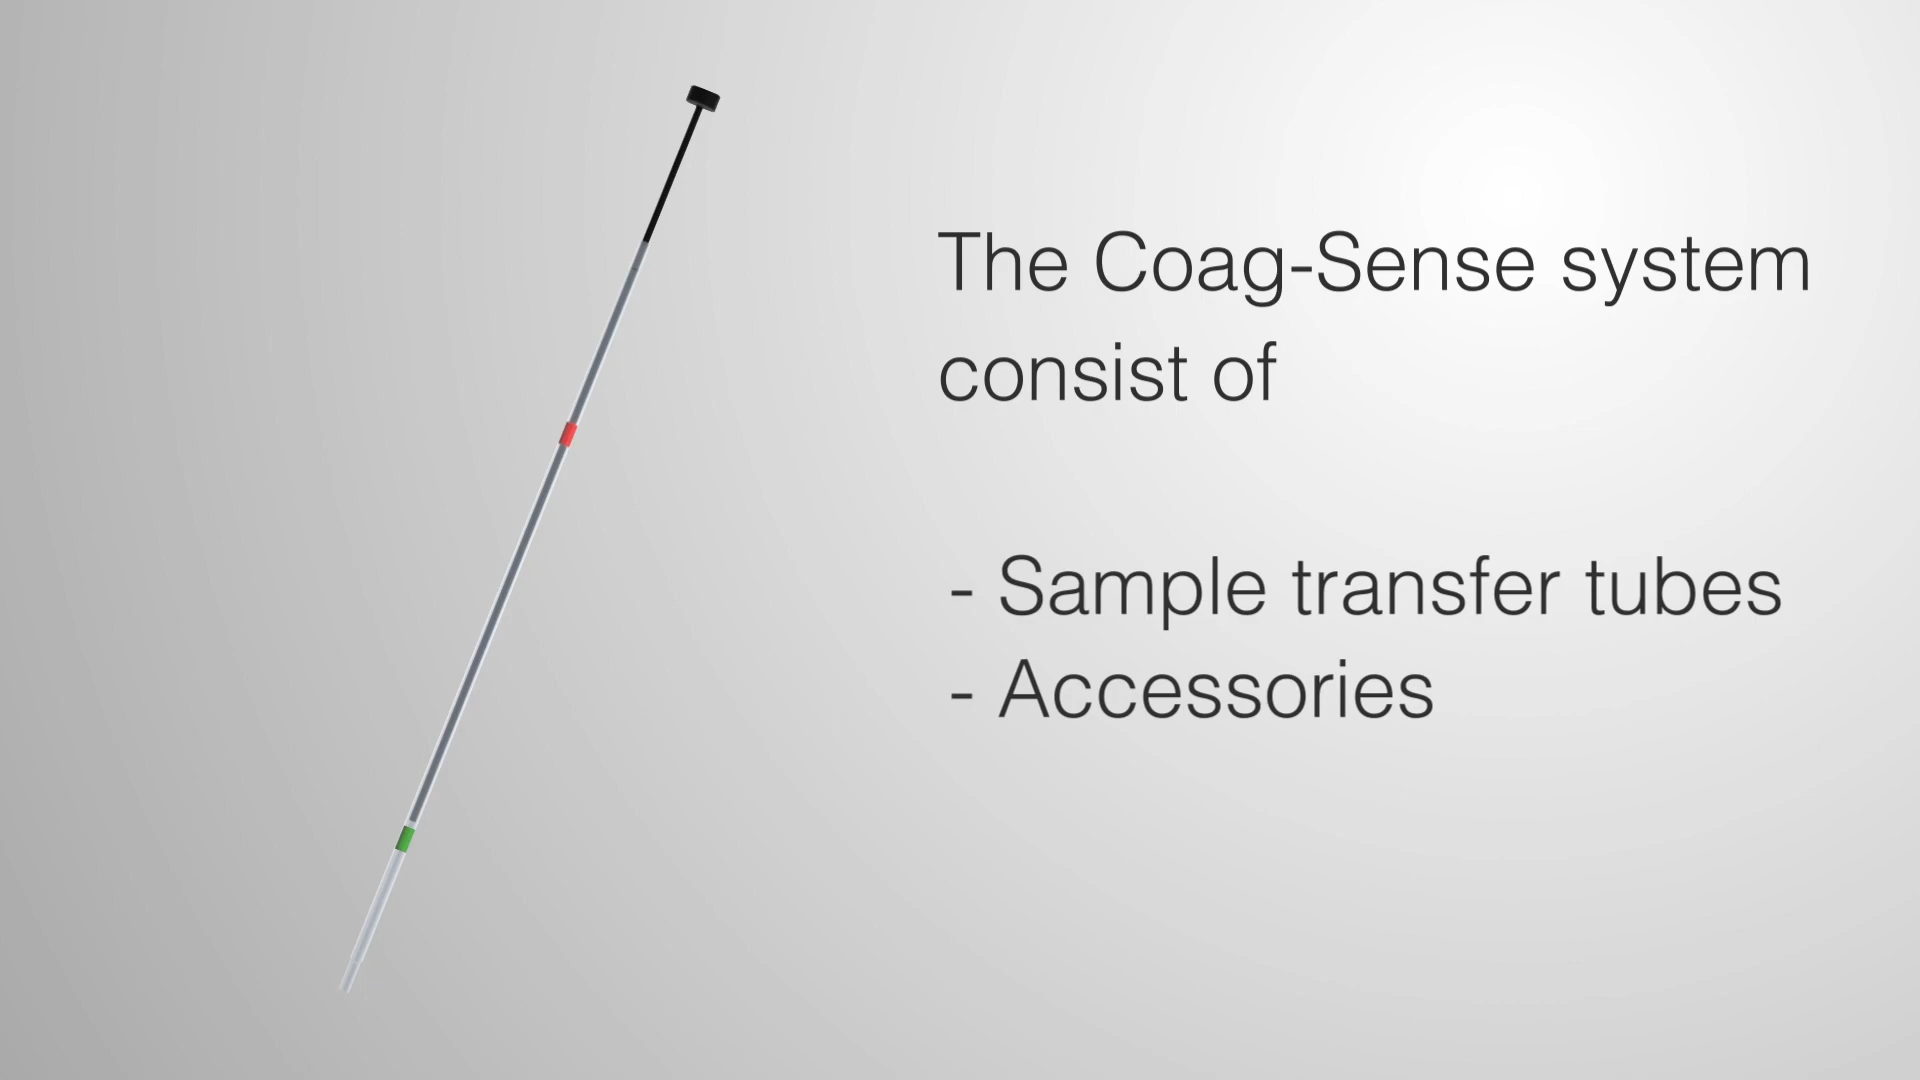 The Coag-Sense system
consist of
- Sample transfer tubes
- Accessories